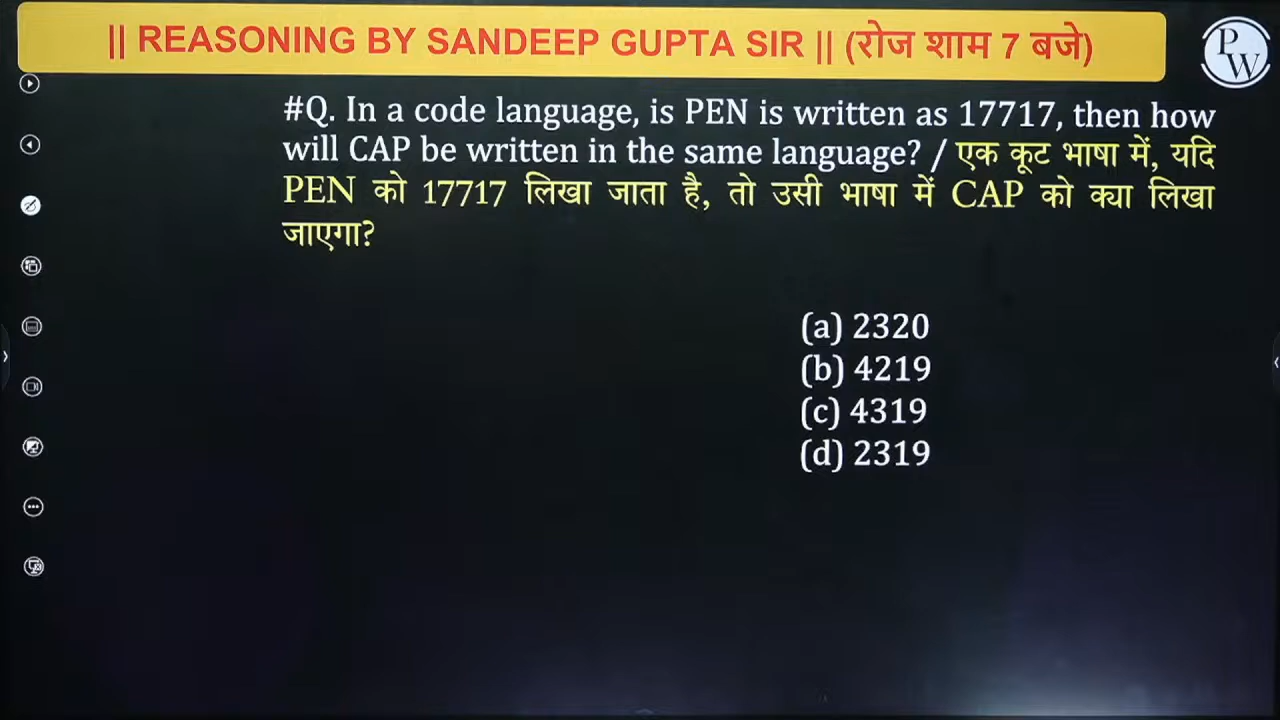 || REASONING BY SANDEEP GUPTA SIR || (रोज शाम 7 बजे)
PW
#Q. In a code language, is PEN is written as 17717, then how
will CAP be written in the same language? / एक कूट भाषा में, यदि
PEN को 17717 लिखा जाता है, तो उसी भाषा में CAP को क्या लिखा
जाएगा?
(a) 2320
(b) 4219
(c) 4319
(d) 2319